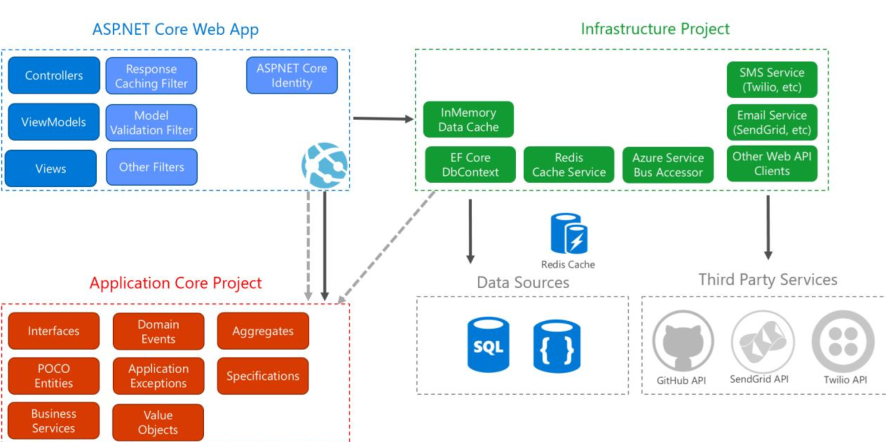 ASP.NET Core Web App
Controllers
Response
Caching Filter
ASP.NET Core
Identity
ViewModels
Model
Validation Filter
Views
Other Filters
Infrastructure Project
SMS Service
(Twilio, etc)
InMemory
Data Cache
Email Service
(SendGrid, etc)
EF Core
DbContext
Redis
Cache Service
Azure Service
Bus Accessor
Other Web API
Clients
Redis Cache
Application Core Project
Interfaces
Domain
Events
Aggregates
POCO
Entities
Application
Exceptions
Specifications
Business
Services
Value
Objects
Data Sources
SQL
{ }
Third Party Services
GitHub API
SendGrid API
Twilio API